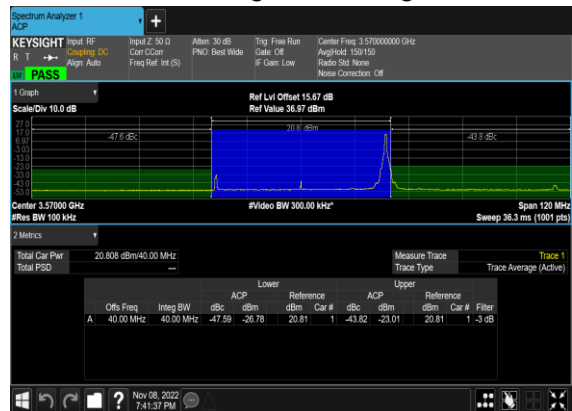 Spectrum Analyzer 1
ACP
+
KEYSIGHT Input: RF Input Z: 50 Ω Atten: 30 dB Trig: Free Run Center Freq: 3.570000000 GHz
R T Coupling: DC Corr CCorr PNO: Best Wide Gate: Off Avg|Hold: 150/150
Align: Auto Freq Ref: Int (S) IF Gain: Low Radio Std: None
LXI PASS Noise Correction: Off
1 Graph
Ref Lvl Offset 15.67 dB
Scale/Div 10.0 dB Ref Value 36.97 dBm
27.0
17.0 -47.6 dBc 20.8 dBm -43.8 dBc
6.97
-3.03
-13.0
-23.0
-33.0
-43.0
-53.0
Center 3.57000 GHz #Video BW 300.00 kHz* Span 120 MHz
#Res BW 100 kHz Sweep 36.3 ms (1001 pts)
2 Metrics
Total Car Pwr 20.808 dBm/40.00 MHz Measure Trace Trace 1
Total PSD --- Trace Type Trace Average (Active)
Lower Upper
ACP Reference ACP Reference
Offs Freq Integ BW dBc dBm dBm Car # dBc dBm dBm Car # Filter
A 40.00 MHz 40.00 MHz -47.59 -26.78 20.81 1 -43.82 -23.01 20.81 1 -3 dB
? Nov 08, 2022
7:41:37 PM